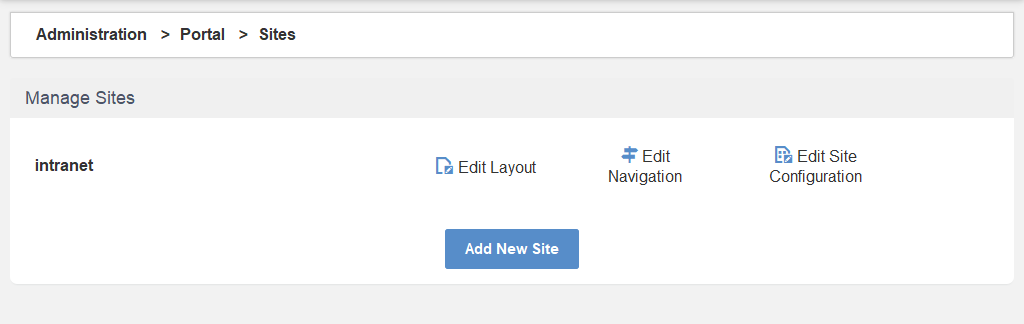 Administration > Portal > Sites
Manage Sites
intranet
Edit Layout
Edit
Navigation
Edit Site
Configuration
Add New Site